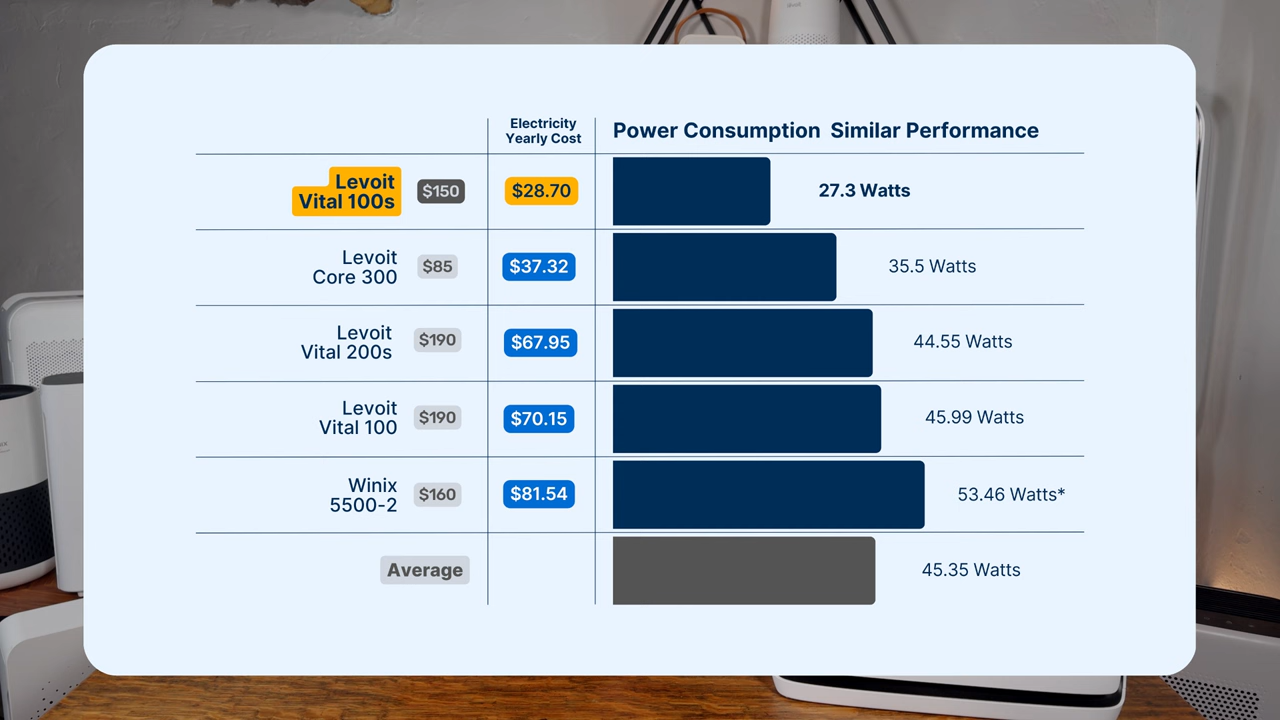 Electricity
Yearly Cost
Power Consumption Similar Performance
Levoit
Vital 100s
$150
$28.70
27.3 Watts
Levoit
Core 300
$85
$37.32
35.5 Watts
Levoit
Vital 200s
$190
$67.95
44.55 Watts
Levoit
Vital 100
$190
$70.15
45.99 Watts
Winix
5500-2
$160
$81.54
53.46 Watts*
Average
45.35 Watts